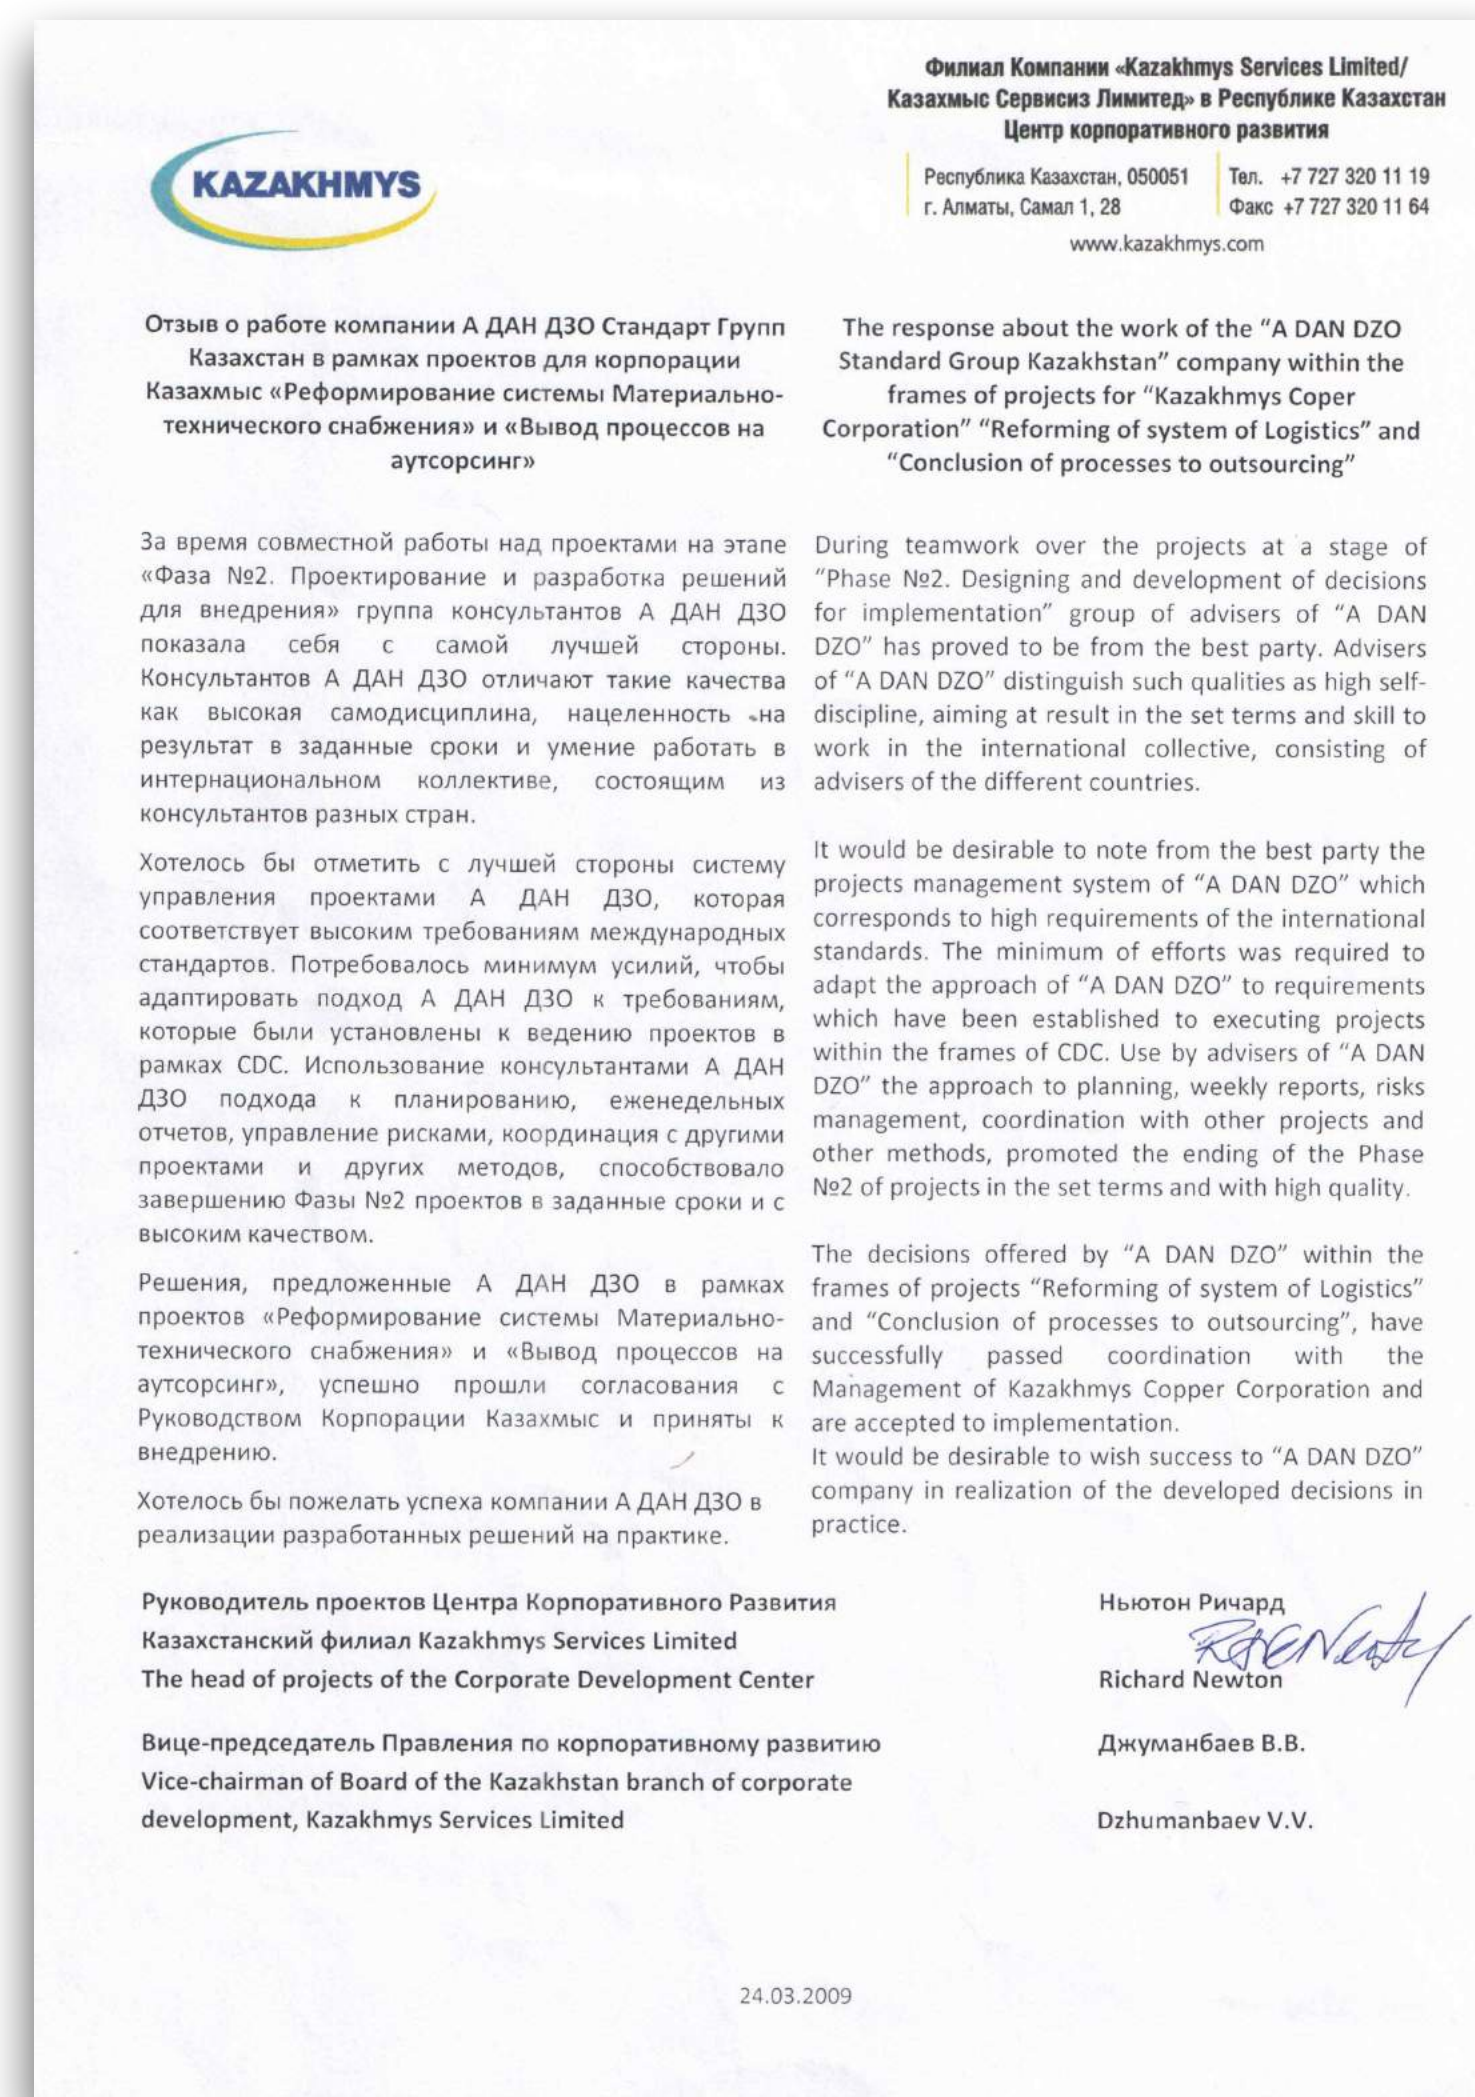 Филиал Компании «Kazakhmys Services Limited/
Казахмыс Сервисиз Лимитед» в Республике Казахстан
Центр корпоративного развития
Республика Казахстан, 050051
г. Алматы, Самал 1, 28
Тел. +7 727 320 11 19
Факс +7 727 320 11 64
www.kazakhmys.com
KAZAKHMYS
Отзыв о работе компании А ДАН ДЗО Стандарт Групп
Казахстан в рамках проектов для корпорации
Казахмыс «Реформирование системы Материально-
технического снабжения» и «Вывод процессов на
аутсорсинг»
За время совместной работы над проектами на этапе
«Фаза №2. Проектирование и разработка решений
для внедрения» группа консультантов А ДАН ДЗО
показала себя с самой лучшей стороны.
Консультантов А ДАН ДЗО отличают такие качества
как высокая самодисциплина, нацеленность на
результат в заданные сроки и умение работать в
интернациональном коллективе, состоящим из
консультантов разных стран.
Хотелось бы отметить с лучшей стороны систему
управления проектами А ДАН ДЗО, которая
соответствует высоким требованиям международных
стандартов. Потребовалось минимум усилий, чтобы
адаптировать подход А ДАН ДЗО к требованиям,
которые были установлены к ведению проектов в
рамках CDC. Использование консультантами А ДАН
ДЗО подхода к планированию, еженедельных
отчетов, управление рисками, координация с другими
проектами и других методов, способствовало
завершению Фазы №2 проектов в заданные сроки и с
высоким качеством.
Решения, предложенные А ДАН ДЗО в рамках
проектов «Реформирование системы Материально-
технического снабжения» и «Вывод процессов на
аутсорсинг», успешно прошли согласования с
Руководством Корпорации Казахмыс и приняты к
внедрению.
Хотелось бы пожелать успеха компании А ДАН ДЗО в
реализации разработанных решений на практике.
The response about the work of the “A DAN DZO
Standard Group Kazakhstan” company within the
frames of projects for “Kazakhmys Coper
Corporation” “Reforming of system of Logistics” and
“Conclusion of processes to outsourcing”
During teamwork over the projects at a stage of
“Phase №2. Designing and development of decisions
for implementation” group of advisers of “A DAN
DZO” has proved to be from the best party. Advisers
of “A DAN DZO” distinguish such qualities as high self-
discipline, aiming at result in the set terms and skill to
work in the international collective, consisting of
advisers of the different countries.
It would be desirable to note from the best party the
projects management system of “A DAN DZO” which
corresponds to high requirements of the international
standards. The minimum of efforts was required to
adapt the approach of “A DAN DZO” to requirements
which have been established to executing projects
within the frames of CDC. Use by advisers of “A DAN
DZO” the approach to planning, weekly reports, risks
management, coordination with other projects and
other methods, promoted the ending of the Phase
№2 of projects in the set terms and with high quality.
The decisions offered by “A DAN DZO” within the
frames of projects “Reforming of system of Logistics”
and “Conclusion of processes to outsourcing”, have
successfully passed coordination with the
Management of Kazakhmys Copper Corporation and
are accepted to implementation.
It would be desirable to wish success to “A DAN DZO”
company in realization of the developed decisions in
practice.
Руководитель проектов Центра Корпоративного Развития
Казахстанский филиал Kazakhmys Services Limited
The head of projects of the Corporate Development Center
Ньютон Ричард
Richard Newton
Вице-председатель Правления по корпоративному развитию
Vice-chairman of Board of the Kazakhstan branch of corporate
development, Kazakhmys Services Limited
Джуманбаев В.В.
Dzhumanbaev V.V.
24.03.2009